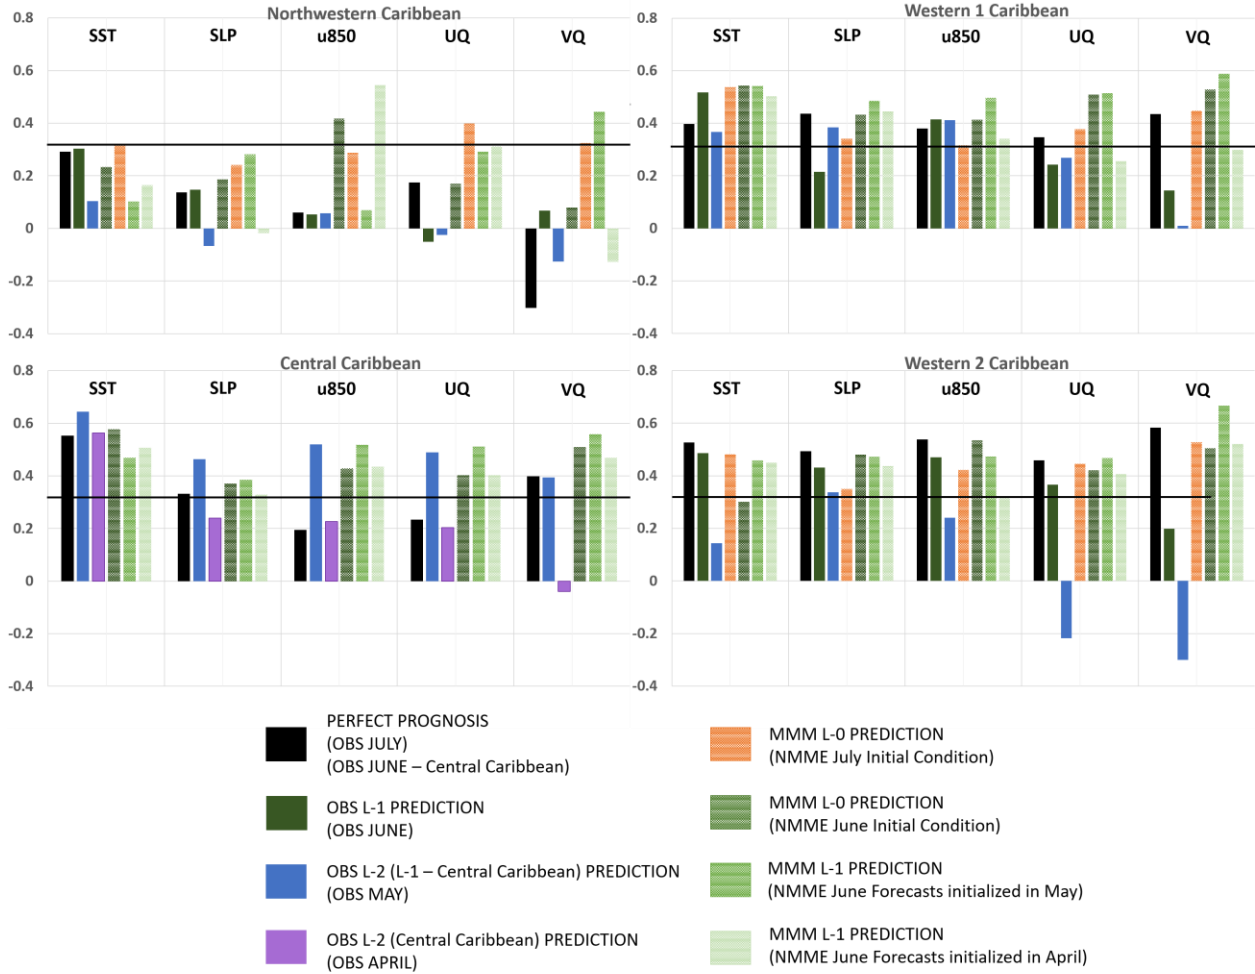 Northwestern Caribbean
SST SLP u850 UQ VQ
0.8
0.6
0.4
0.2
0
-0.2
-0.4
Western 1 Caribbean
SST SLP u850 UQ VQ
0.8
0.6
0.4
0.2
0
-0.2
-0.4
Central Caribbean
SST SLP u850 UQ VQ
0.8
0.6
0.4
0.2
0
-0.2
-0.4
Western 2 Caribbean
SST SLP u850 UQ VQ
0.8
0.6
0.4
0.2
0
-0.2
-0.4
PERFECT PROGNOSIS
(OBS JULY)
(OBS JUNE – Central Caribbean)
OBS L-1 PREDICTION
(OBS JUNE)
OBS L-2 (L-1 – Central Caribbean) PREDICTION
(OBS MAY)
OBS L-2 (Central Caribbean) PREDICTION
(OBS APRIL)
MMM L-0 PREDICTION
(NMME July Initial Condition)
MMM L-0 PREDICTION
(NMME June Initial Condition)
MMM L-1 PREDICTION
(NMME June Forecasts initialized in May)
MMM L-1 PREDICTION
(NMME June Forecasts initialized in April)